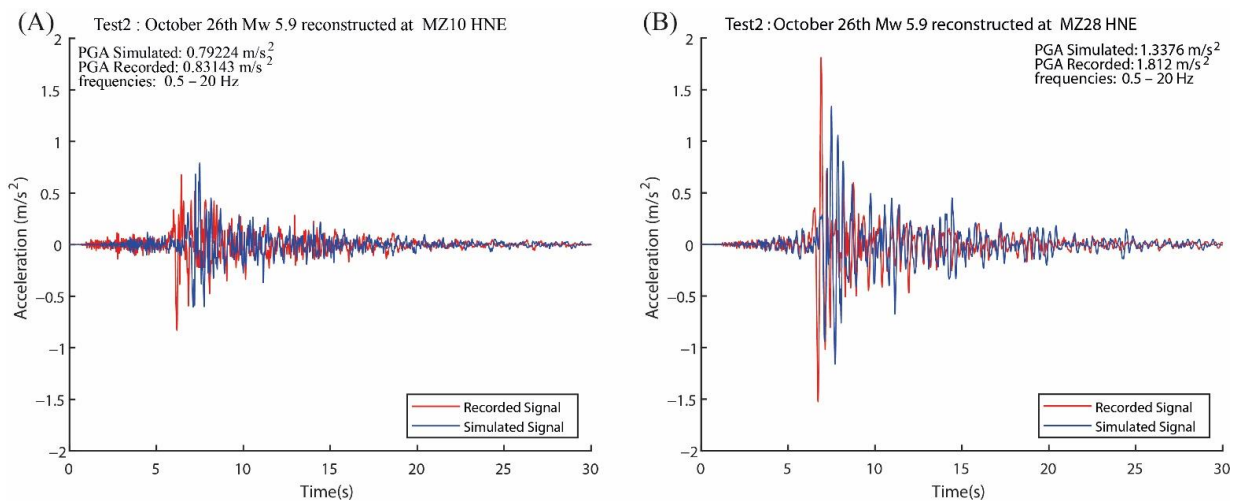 (A)
Test2 : October 26th Mw 5.9 reconstructed at MZ10 HNE
PGA Simulated: 0.79224 m/s²
PGA Recorded: 0.83143 m/s²
frequencies: 0.5 – 20 Hz
2
1.5
1
0.5
0
−0.5
−1
−1.5
−2
Acceleration (m/s²)
Recorded Signal
Simulated Signal
0 5 10 15 20 25 30
Time(s)
(B)
Test2 : October 26th Mw 5.9 reconstructed at MZ28 HNE
PGA Simulated: 1.3376 m/s²
PGA Recorded: 1.812 m/s²
frequencies: 0.5 – 20 Hz
2
1.5
1
0.5
0
−0.5
−1
−1.5
−2
Acceleration (m/s²)
Recorded Signal
Simulated Signal
0 5 10 15 20 25 30
Time(s)